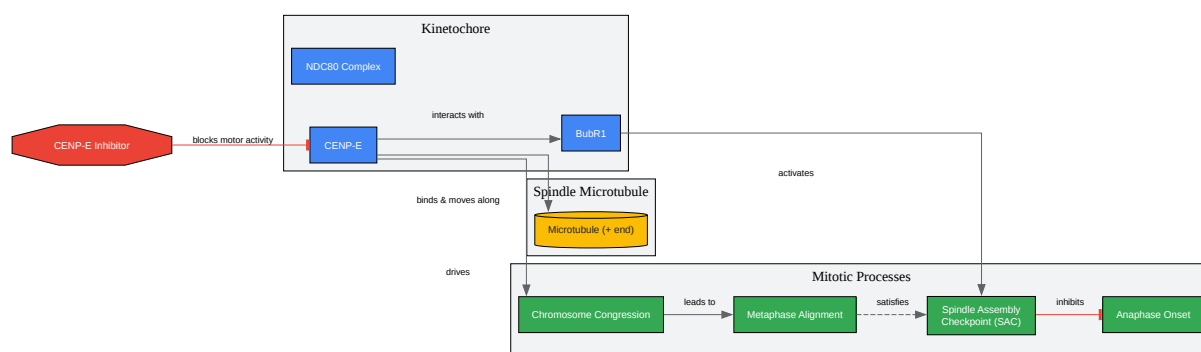 Kinetochore
NDC80 Complex
interacts with
CENP-E Inhibitor
blocks motor activity
CENP-E
BubR1
activates
Spindle Microtubule
binds & moves along
Microtubule (+ end)
drives
Mitotic Processes
Chromosome Congression
leads to
Metaphase Alignment
satisfies
Spindle Assembly
Checkpoint (SAC)
inhibits
Anaphase Onset